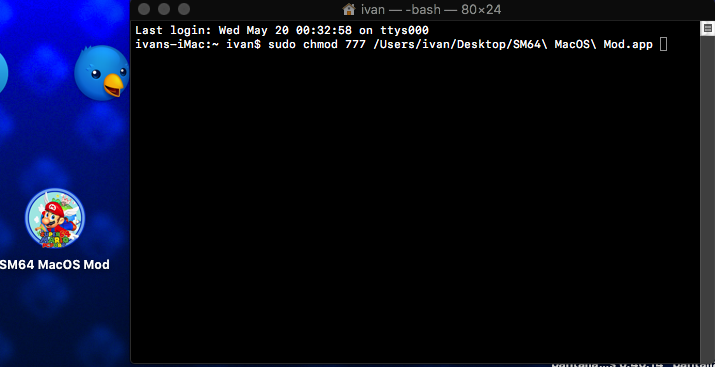 ivan — -bash — 80×24
Last login: Wed May 20 00:32:58 on ttys000
ivans-iMac:~ ivan$ sudo chmod 777 /Users/ivan/Desktop/SM64\ MacOS\ Mod.app
SM64 MacOS Mod